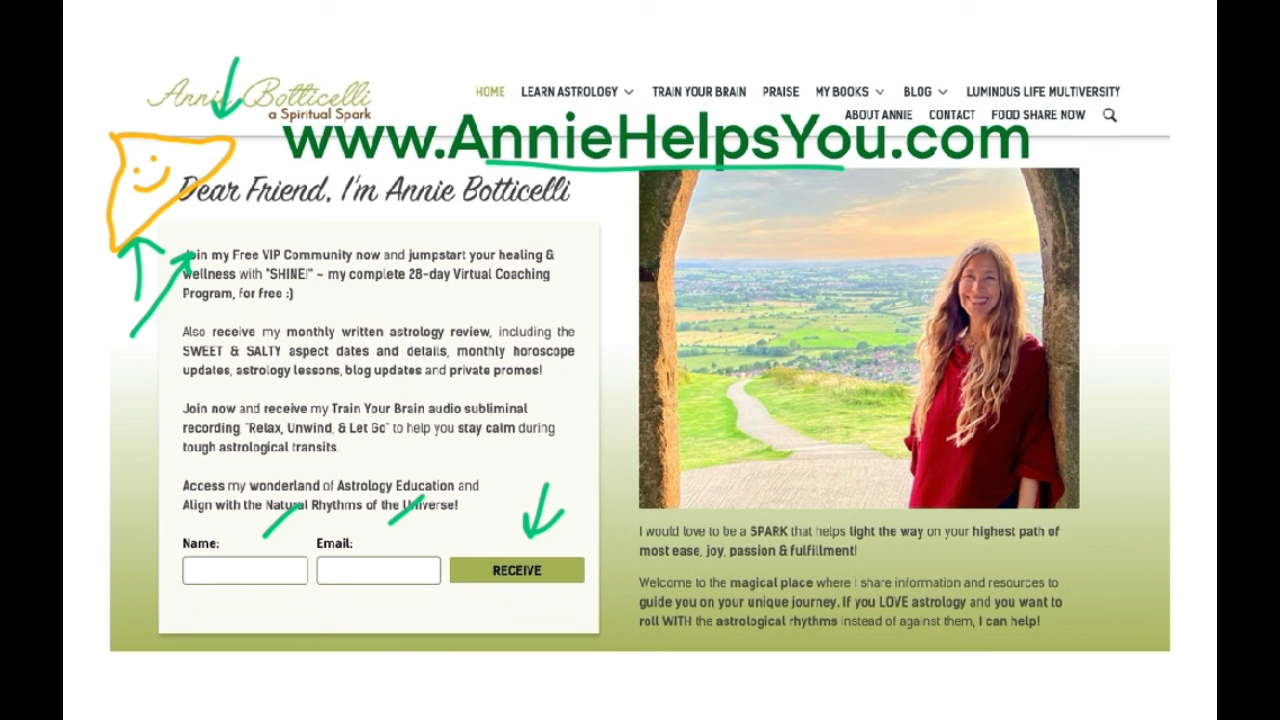 Annie Botticelli
a Spiritual Spark
HOME LEARN ASTROLOGY TRAIN YOUR BRAIN PRAISE MY BOOKS BLOG LUMINOUS LIFE MULTIVERSITY
ABOUT ANNIE CONTACT FOOD SHARE NOW
www.AnnieHelpsYou.com
Dear Friend, I'm Annie Botticelli
Join my Free VIP Community now and jumpstart your healing &
wellness with "SHINE!" ~ my complete 28-day Virtual Coaching
Program, for free :)
Also receive my monthly written astrology review, including the
SWEET & SALTY aspect dates and details, monthly horoscope
updates, astrology lessons, blog updates and private promos!
Join now and receive my Train Your Brain audio subliminal
recording, "Relax, Unwind, & Let Go" to help you stay calm during
tough astrological transits.
Access my wonderland of Astrology Education and
Align with the Natural Rhythms of the Universe!
Name: Email:
RECEIVE
I would love to be a SPARK that helps light the way on your highest path of
most ease, joy, passion & fulfillment!
Welcome to the magical place where I share information and resources to
guide you on your unique journey. If you LOVE astrology and you want to
roll WITH the astrological rhythms instead of against them, I can help!